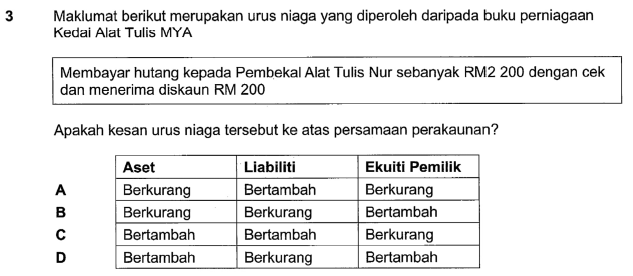 3 Maklumat berikut merupakan urus niaga yang diperoleh daripada buku perniagaan
Kedai Alat Tulis MYA
Membayar hutang kepada Pembekal Alat Tulis Nur sebanyak RM2 200 dengan cek
dan menerima diskaun RM 200
Apakah kesan urus niaga tersebut ke atas persamaan perakaunan?
Aset Liabiliti Ekuiti Pemilik
A Berkurang Bertambah Berkurang
B Berkurang Berkurang Bertambah
C Bertambah Bertambah Berkurang
D Bertambah Berkurang Bertambah